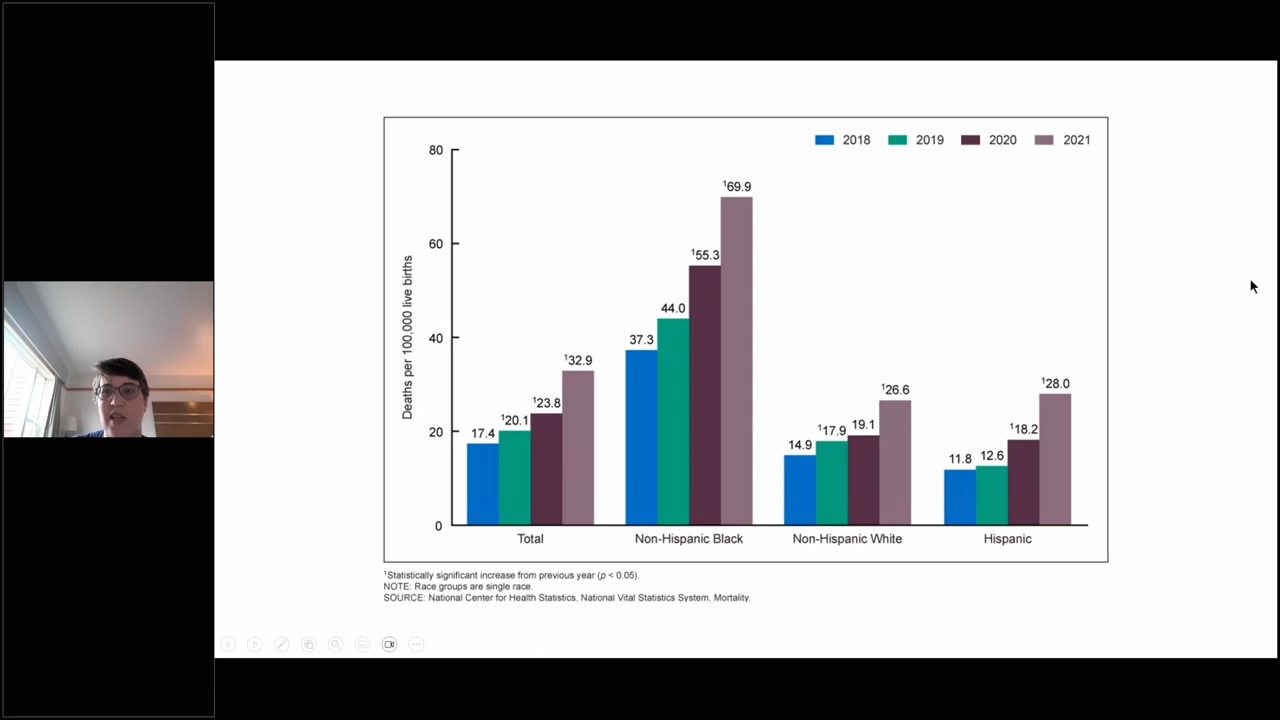 2018 2019 2020 2021
80
60
40
20
0
Deaths per 100,000 live births
17.4 ¹20.1 ¹23.8 ¹32.9
37.3 44.0 ¹55.3 ¹69.9
14.9 ¹17.9 19.1 ¹26.6
11.8 12.6 ¹18.2 ¹28.0
Total Non-Hispanic Black Non-Hispanic White Hispanic
¹Statistically significant increase from previous year (p < 0.05).
NOTE: Race groups are single race.
SOURCE: National Center for Health Statistics, National Vital Statistics System, Mortality.